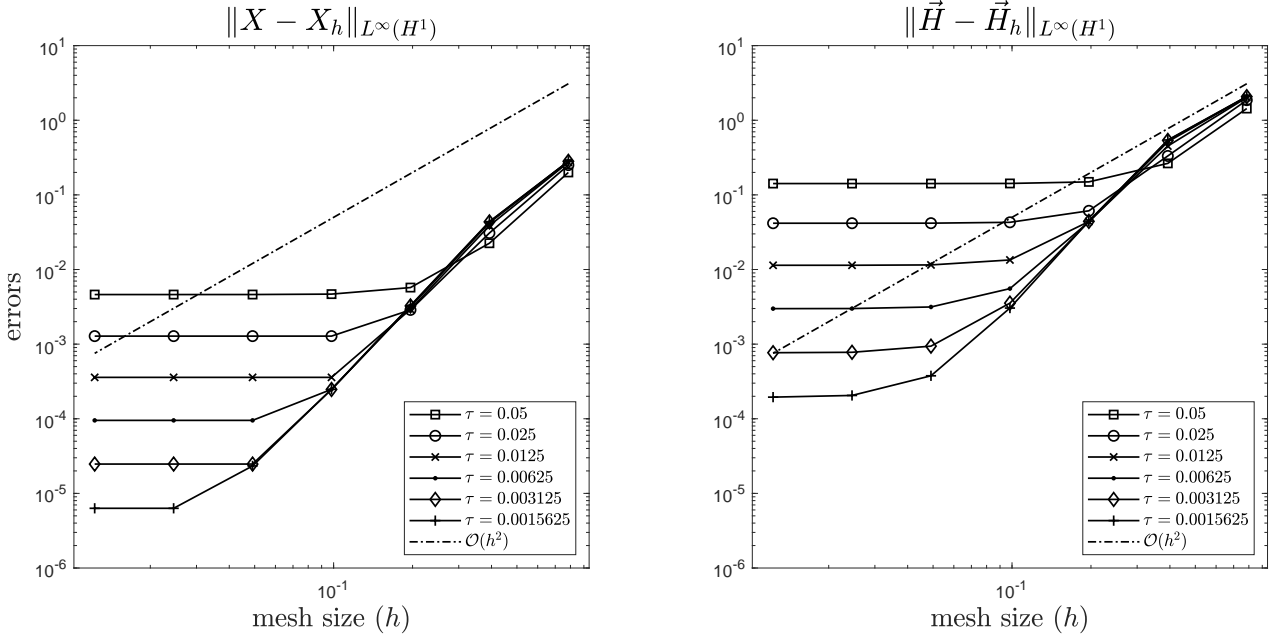 ‖X − X_h‖_{L^∞(H^1)}
10^1
10^0
10^{-1}
10^{-2}
10^{-3}
10^{-4}
10^{-5}
10^{-6}
errors
10^{-1}
mesh size (h)
τ = 0.05
τ = 0.025
τ = 0.0125
τ = 0.00625
τ = 0.003125
τ = 0.0015625
𝒪(h^2)
‖H⃗ − H⃗_h‖_{L^∞(H^1)}
10^1
10^0
10^{-1}
10^{-2}
10^{-3}
10^{-4}
10^{-5}
10^{-6}
10^{-1}
mesh size (h)
τ = 0.05
τ = 0.025
τ = 0.0125
τ = 0.00625
τ = 0.003125
τ = 0.0015625
𝒪(h^2)